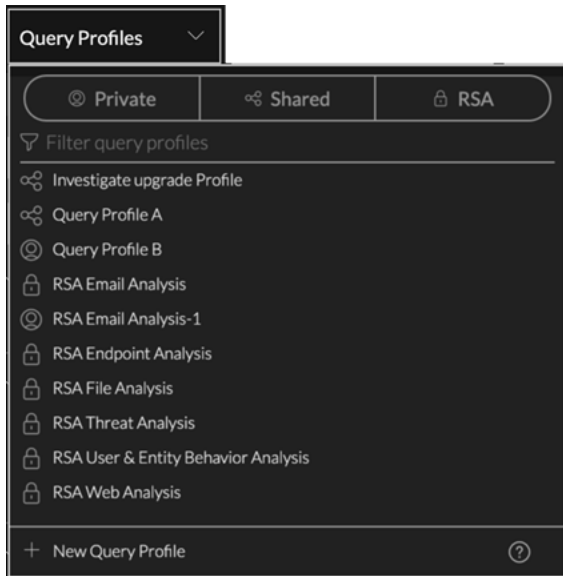 Query Profiles
Private Shared RSA
Filter query profiles
Investigate upgrade Profile
Query Profile A
Query Profile B
RSA Email Analysis
RSA Email Analysis-1
RSA Endpoint Analysis
RSA File Analysis
RSA Threat Analysis
RSA User & Entity Behavior Analysis
RSA Web Analysis
+ New Query Profile ?